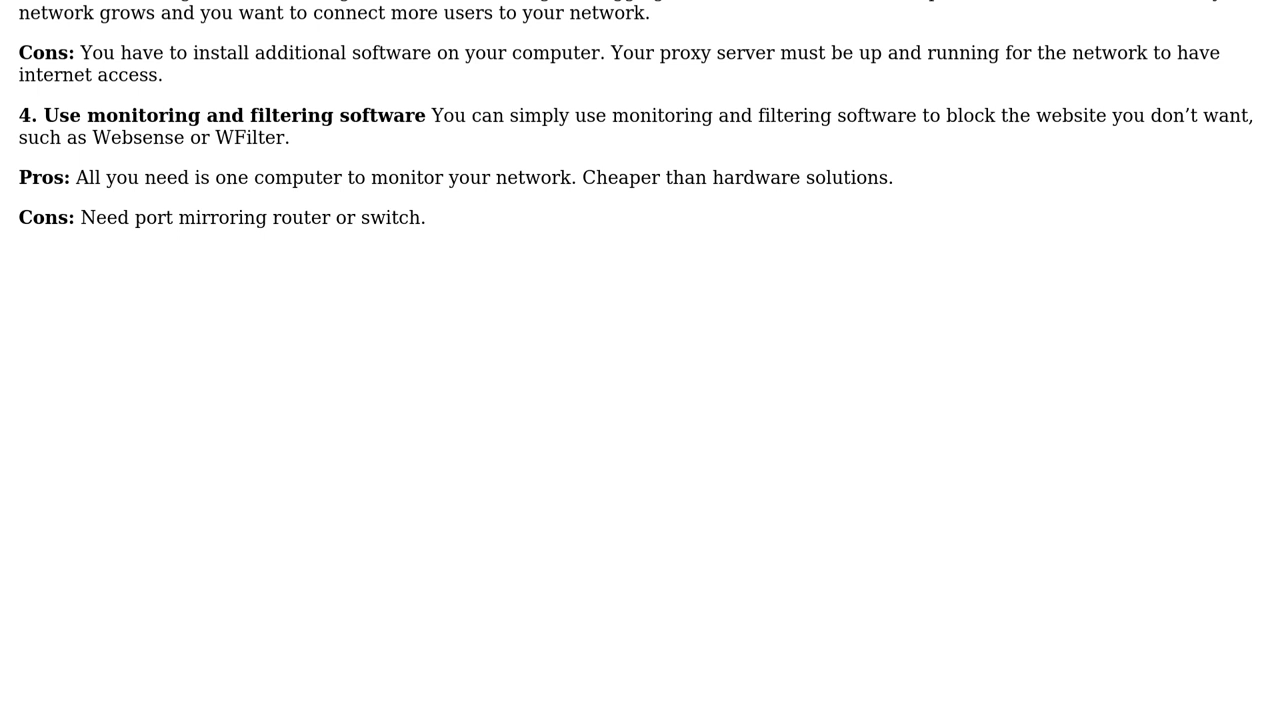 network grows and you want to connect more users to your network.
Cons: You have to install additional software on your computer. Your proxy server must be up and running for the network to have
internet access.
4. Use monitoring and filtering software You can simply use monitoring and filtering software to block the website you don’t want,
such as Websense or WFilter.
Pros: All you need is one computer to monitor your network. Cheaper than hardware solutions.
Cons: Need port mirroring router or switch.